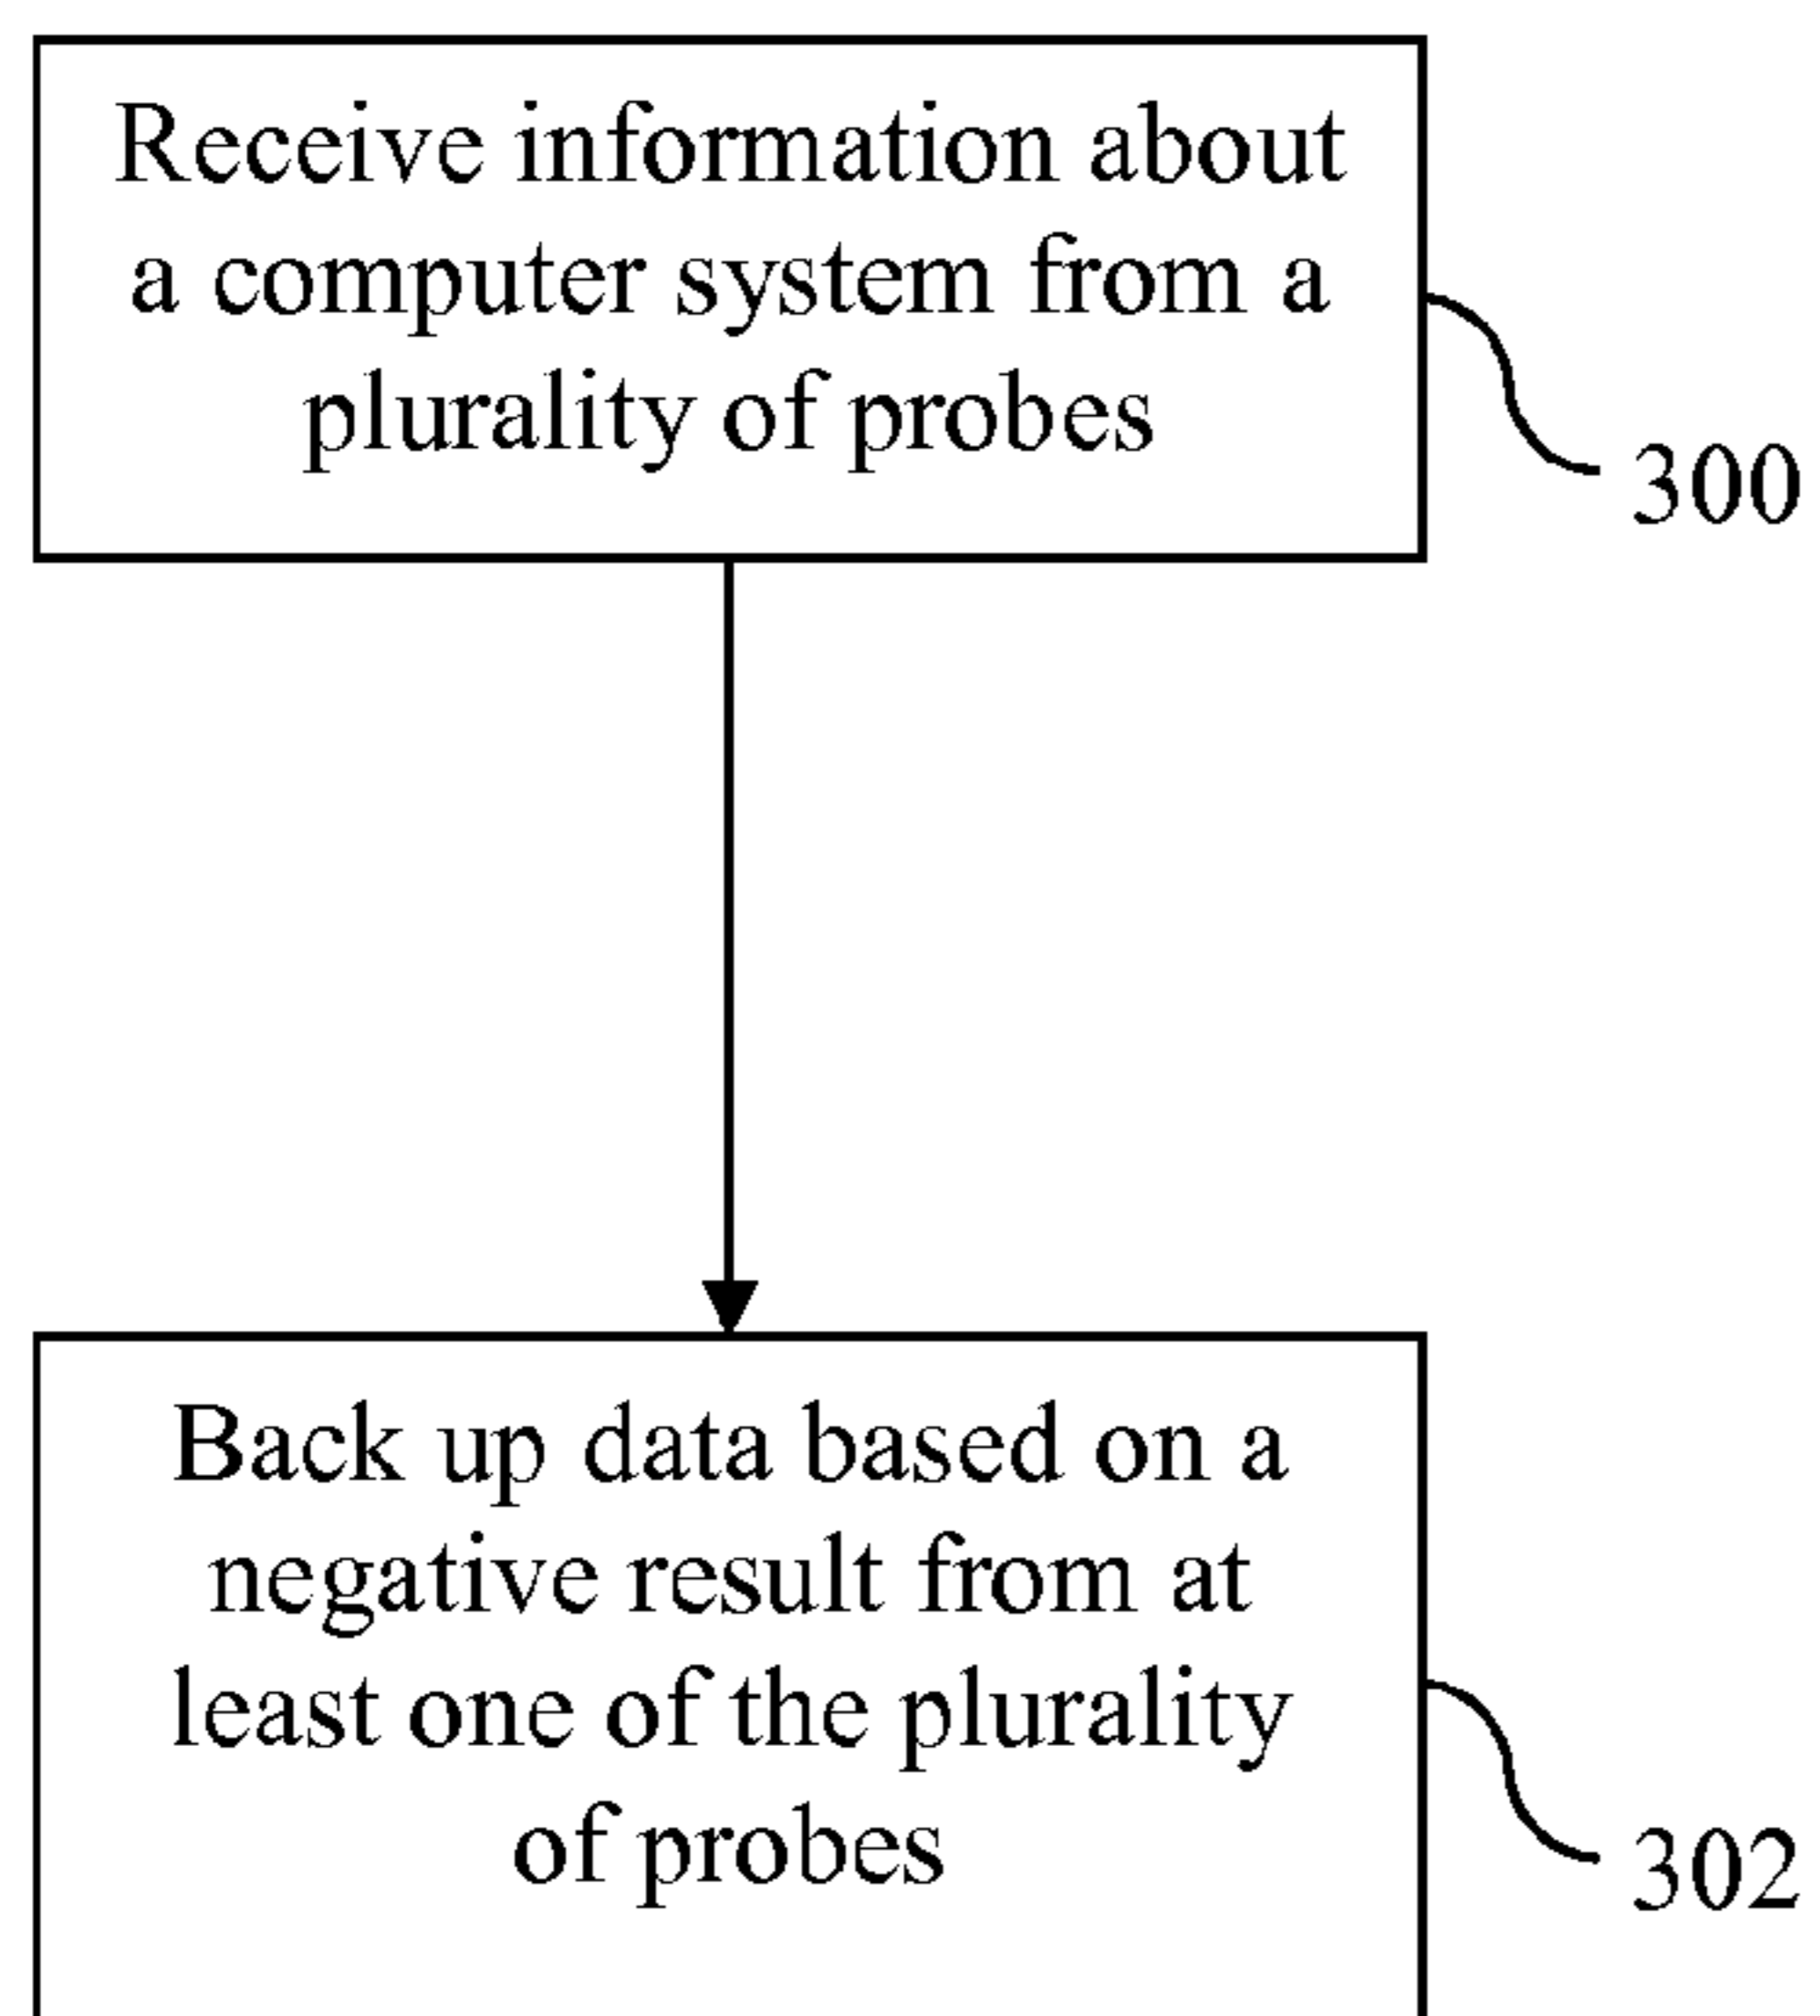 Receive information about
a computer system from a
plurality of probes
300
Back up data based on a
negative result from at
least one of the plurality
of probes
302